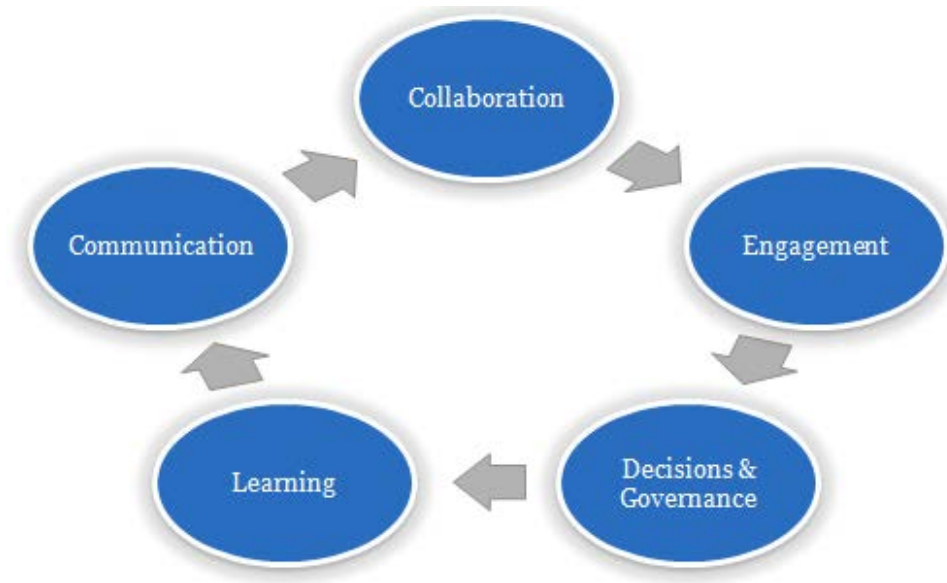 Collaboration
Communication
Engagement
Learning
Decisions &
Governance